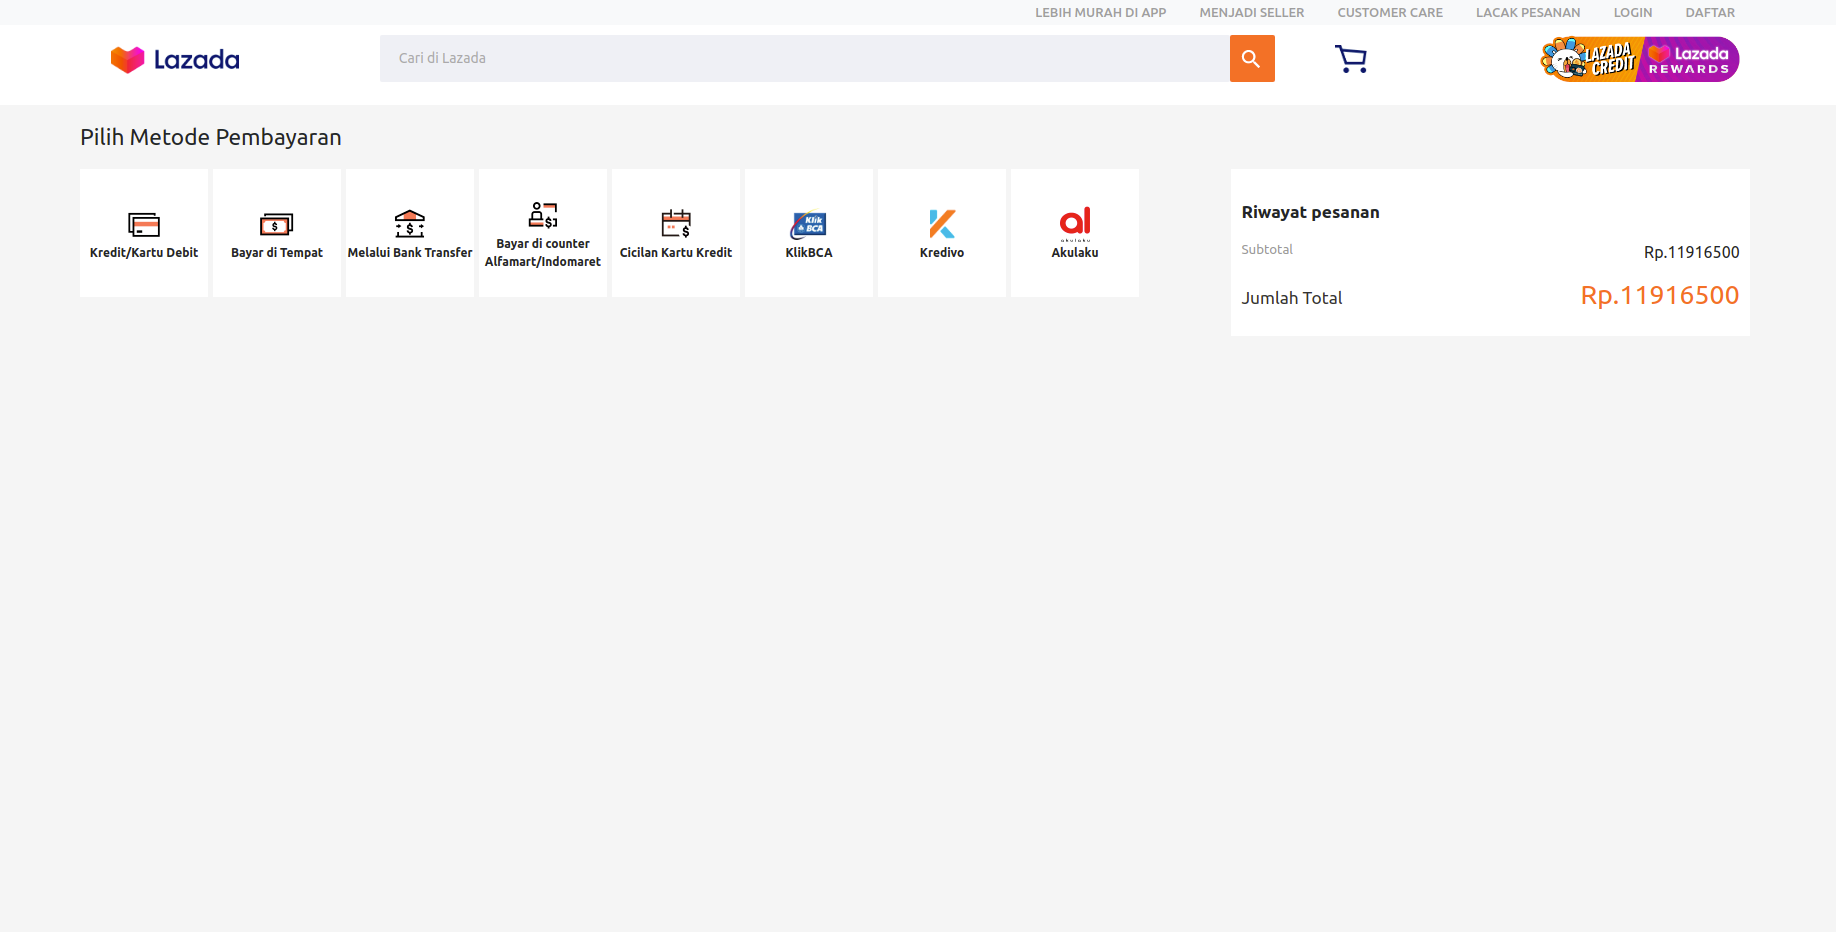 LEBIH MURAH DI APP MENJADI SELLER CUSTOMER CARE LACAK PESANAN LOGIN DAFTAR
Lazada
Cari di Lazada
LAZADA
CREDIT
Lazada
REWARDS
Pilih Metode Pembayaran
Kredit/Kartu Debit
Bayar di Tempat
Melalui Bank Transfer
Bayar di counter
Alfamart/Indomaret
Cicilan Kartu Kredit
Klik
BCA
KlikBCA
Kredivo
al
akulaku
Akulaku
Riwayat pesanan
Subtotal Rp.11916500
Jumlah Total Rp.11916500